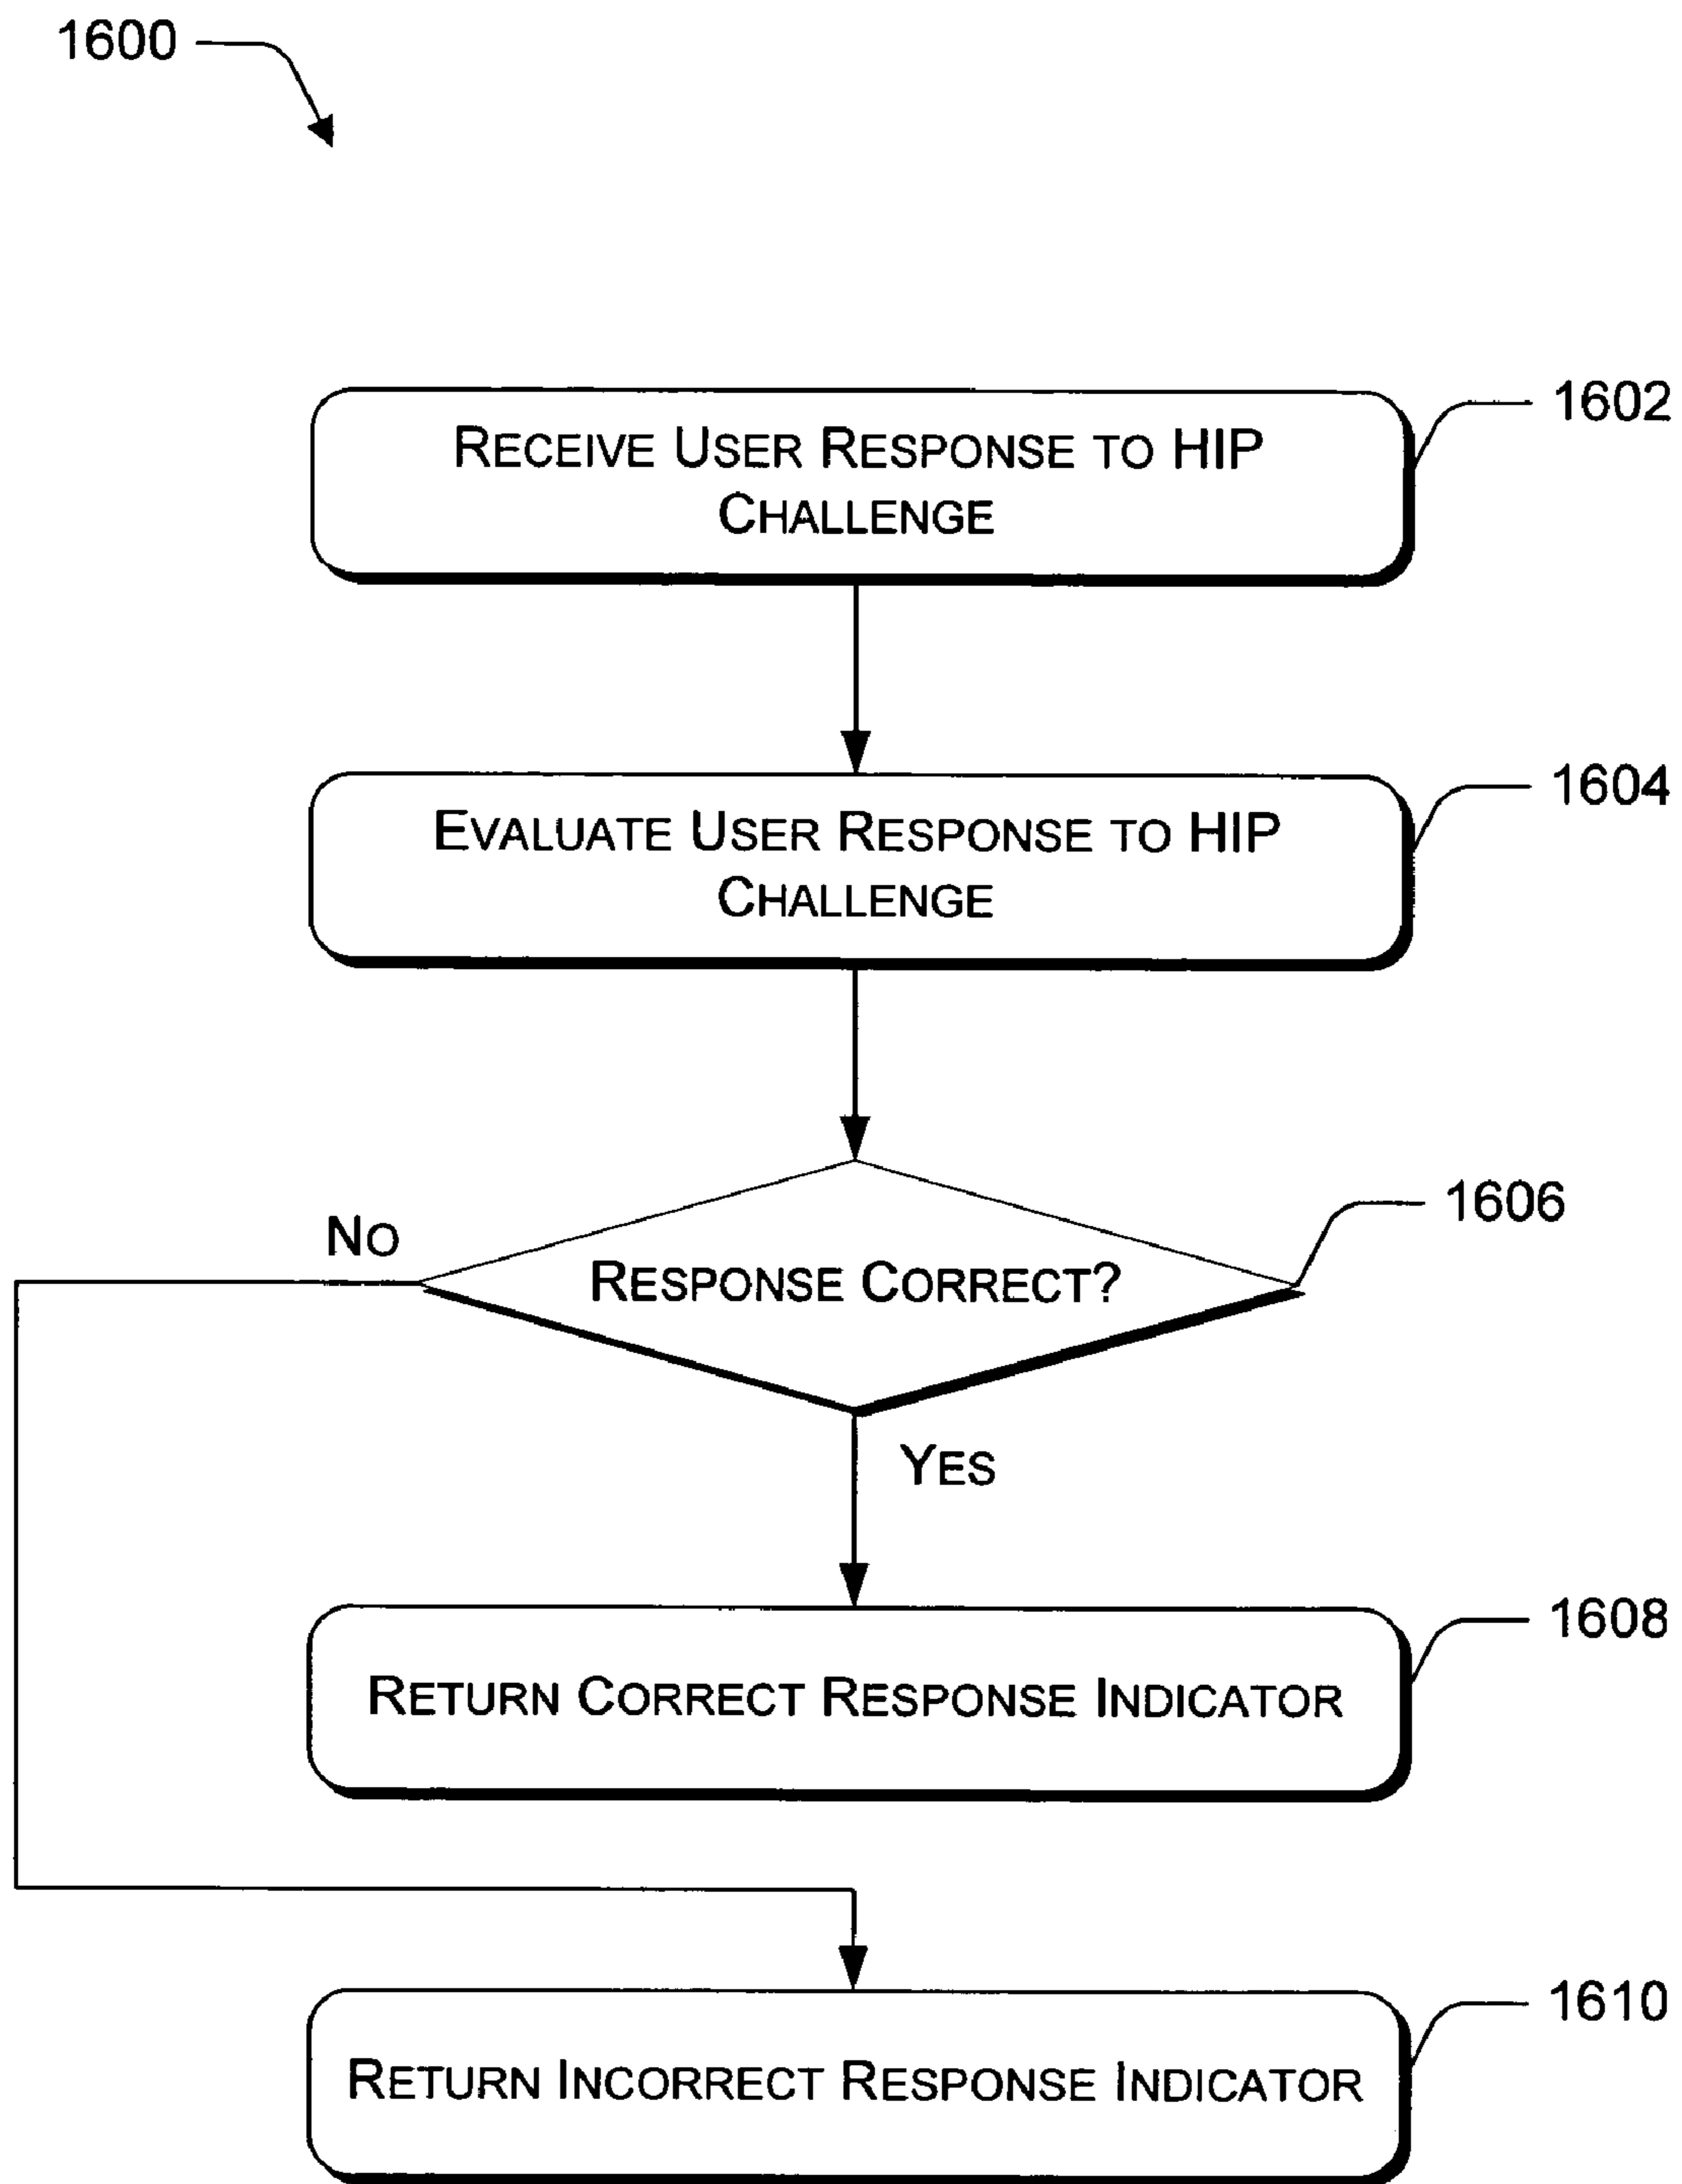 1600
RECEIVE USER RESPONSE TO HIP
CHALLENGE
1602
EVALUATE USER RESPONSE TO HIP
CHALLENGE
1604
RESPONSE CORRECT?
1606
NO
YES
RETURN CORRECT RESPONSE INDICATOR
1608
RETURN INCORRECT RESPONSE INDICATOR
1610